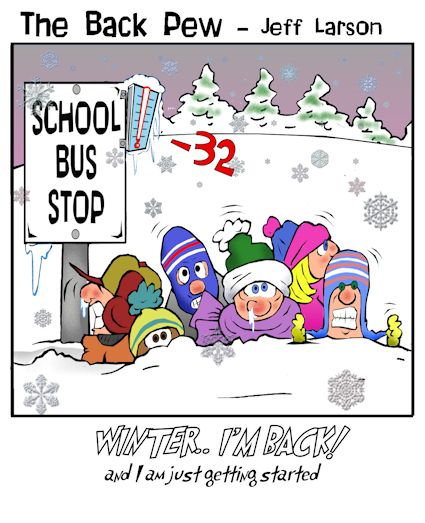 The Back Pew – Jeff Larson
SCHOOL
BUS
STOP
-32
WINTER.. I'M BACK!
and I am just getting started